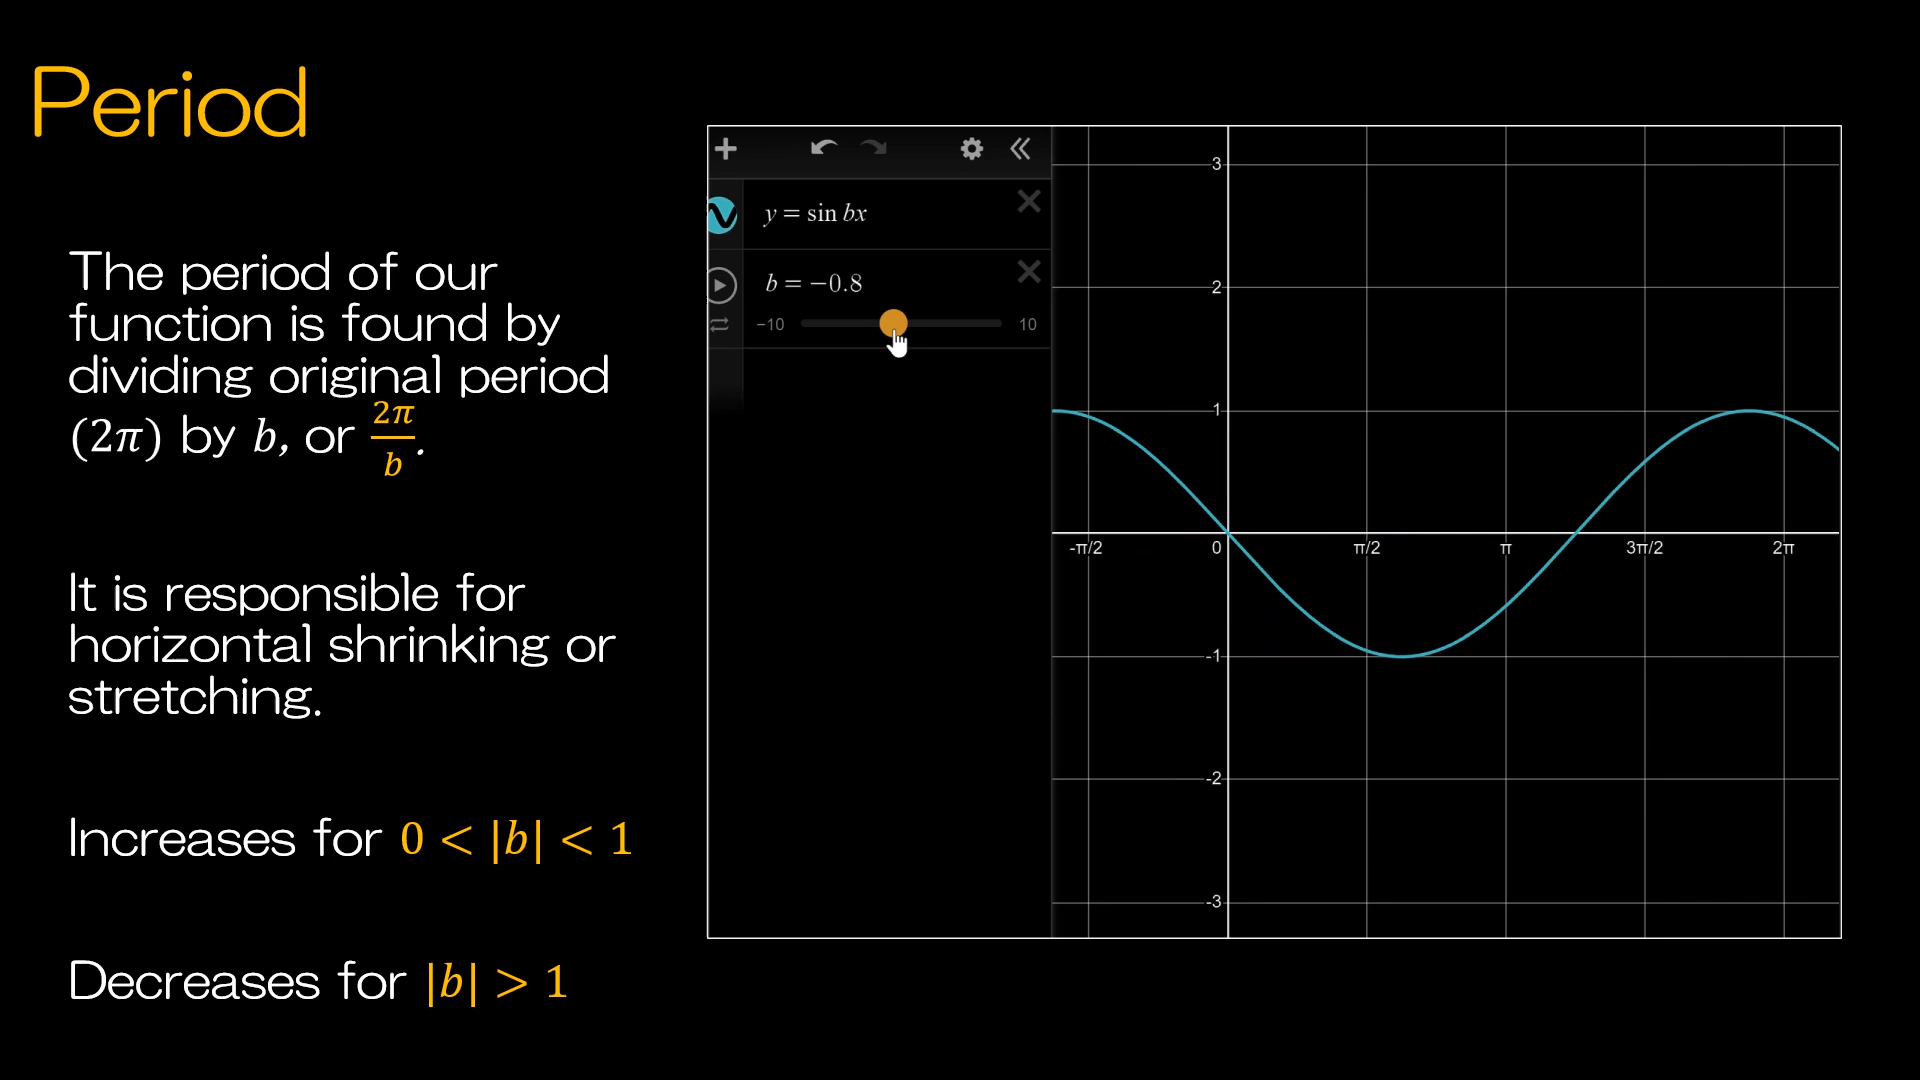 Period
The period of our
function is found by
dividing original period
(2π) by b, or 2π/b.
It is responsible for
horizontal shrinking or
stretching.
Increases for 0 < |b| < 1
Decreases for |b| > 1
y = sin bx
b = −0.8
−10 10
3
2
1
-π/2 0 π/2 π 3π/2 2π
-1
-2
-3